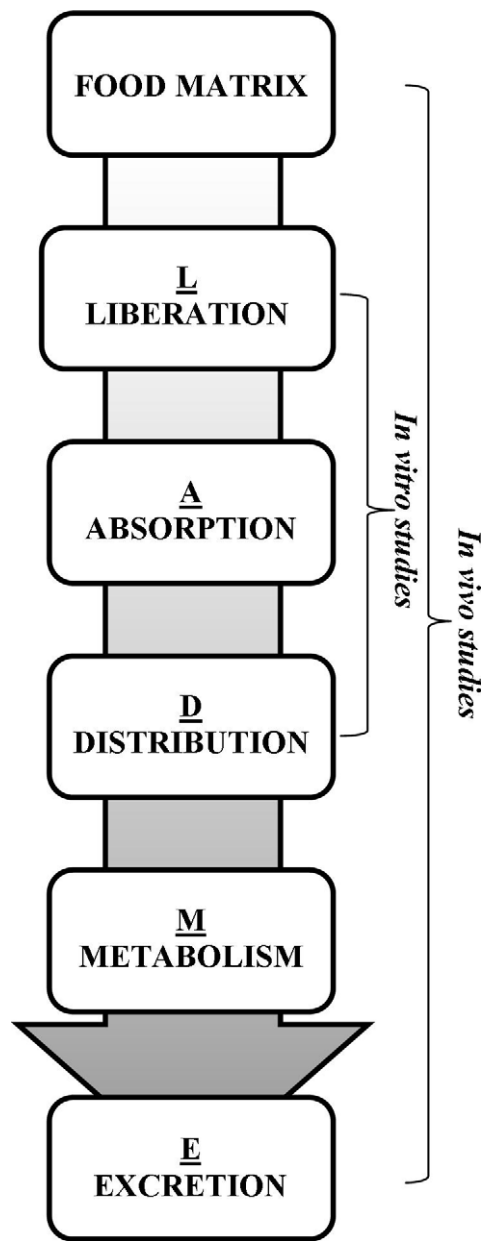 FOOD MATRIX
L
LIBERATION
A
ABSORPTION
D
DISTRIBUTION
M
METABOLISM
E
EXCRETION
In vitro studies
In vivo studies